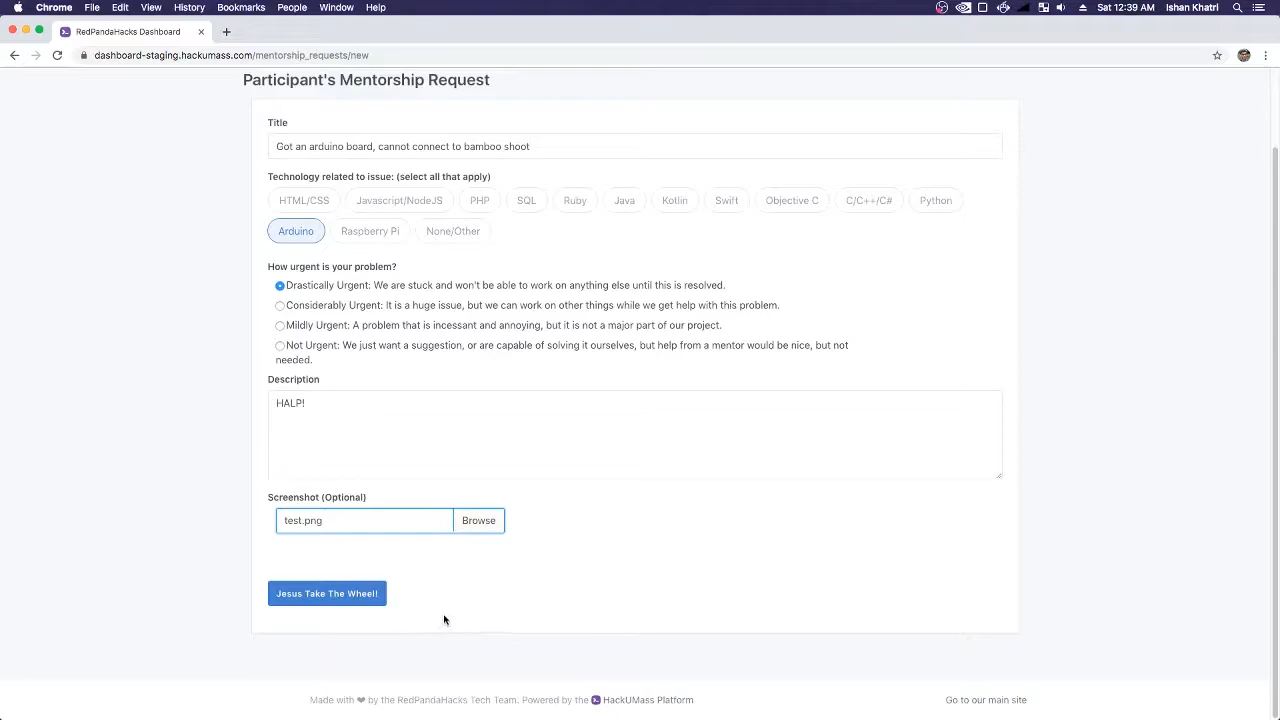 Chrome File Edit View History Bookmarks People Window Help Sat 12:39 AM Ishan Khatri
RedPandaHacks Dashboard
dashboard-staging.hackumass.com/mentorship_requests/new
Participant's Mentorship Request
Title
Got an arduino board, cannot connect to bamboo shoot
Technology related to issue: (select all that apply)
HTML/CSS Javascript/NodeJS PHP SQL Ruby Java Kotlin Swift Objective C C/C++/C# Python
Arduino Raspberry Pi None/Other
How urgent is your problem?
Drastically Urgent: We are stuck and won't be able to work on anything else until this is resolved.
Considerably Urgent: It is a huge issue, but we can work on other things while we get help with this problem.
Mildly Urgent: A problem that is incessant and annoying, but it is not a major part of our project.
Not Urgent: We just want a suggestion, or are capable of solving it ourselves, but help from a mentor would be nice, but not
needed.
Description
HALP!
Screenshot (Optional)
test.png Browse
Jesus Take The Wheel!
Made with ❤ by the RedPandaHacks Tech Team. Powered by the HackUMass Platform Go to our main site